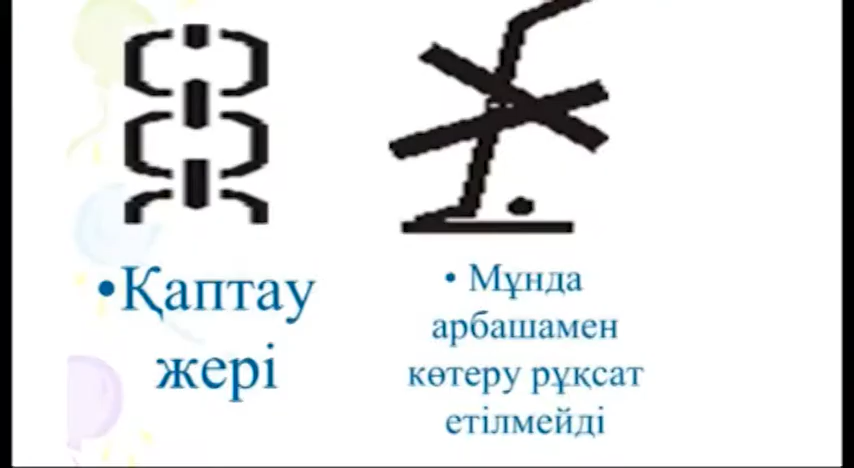 •Қаптау
жері
• Мұнда
арбашамен
көтеру рұқсат
етілмейді